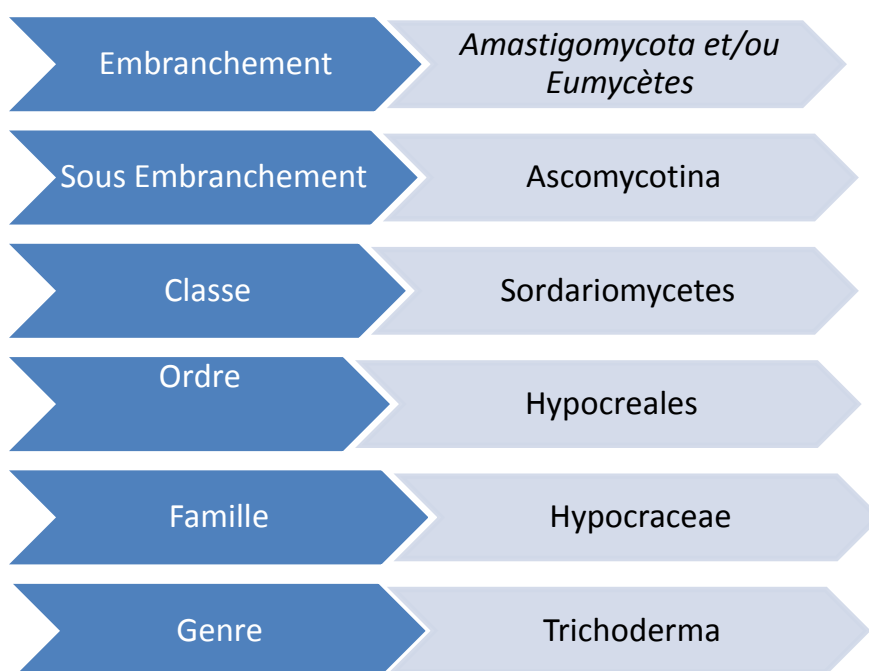 Embranchement
Amastigomycota et/ou
Eumycètes
Sous Embranchement
Ascomycotina
Classe
Sordariomycetes
Ordre
Hypocreales
Famille
Hypocraceae
Genre
Trichoderma